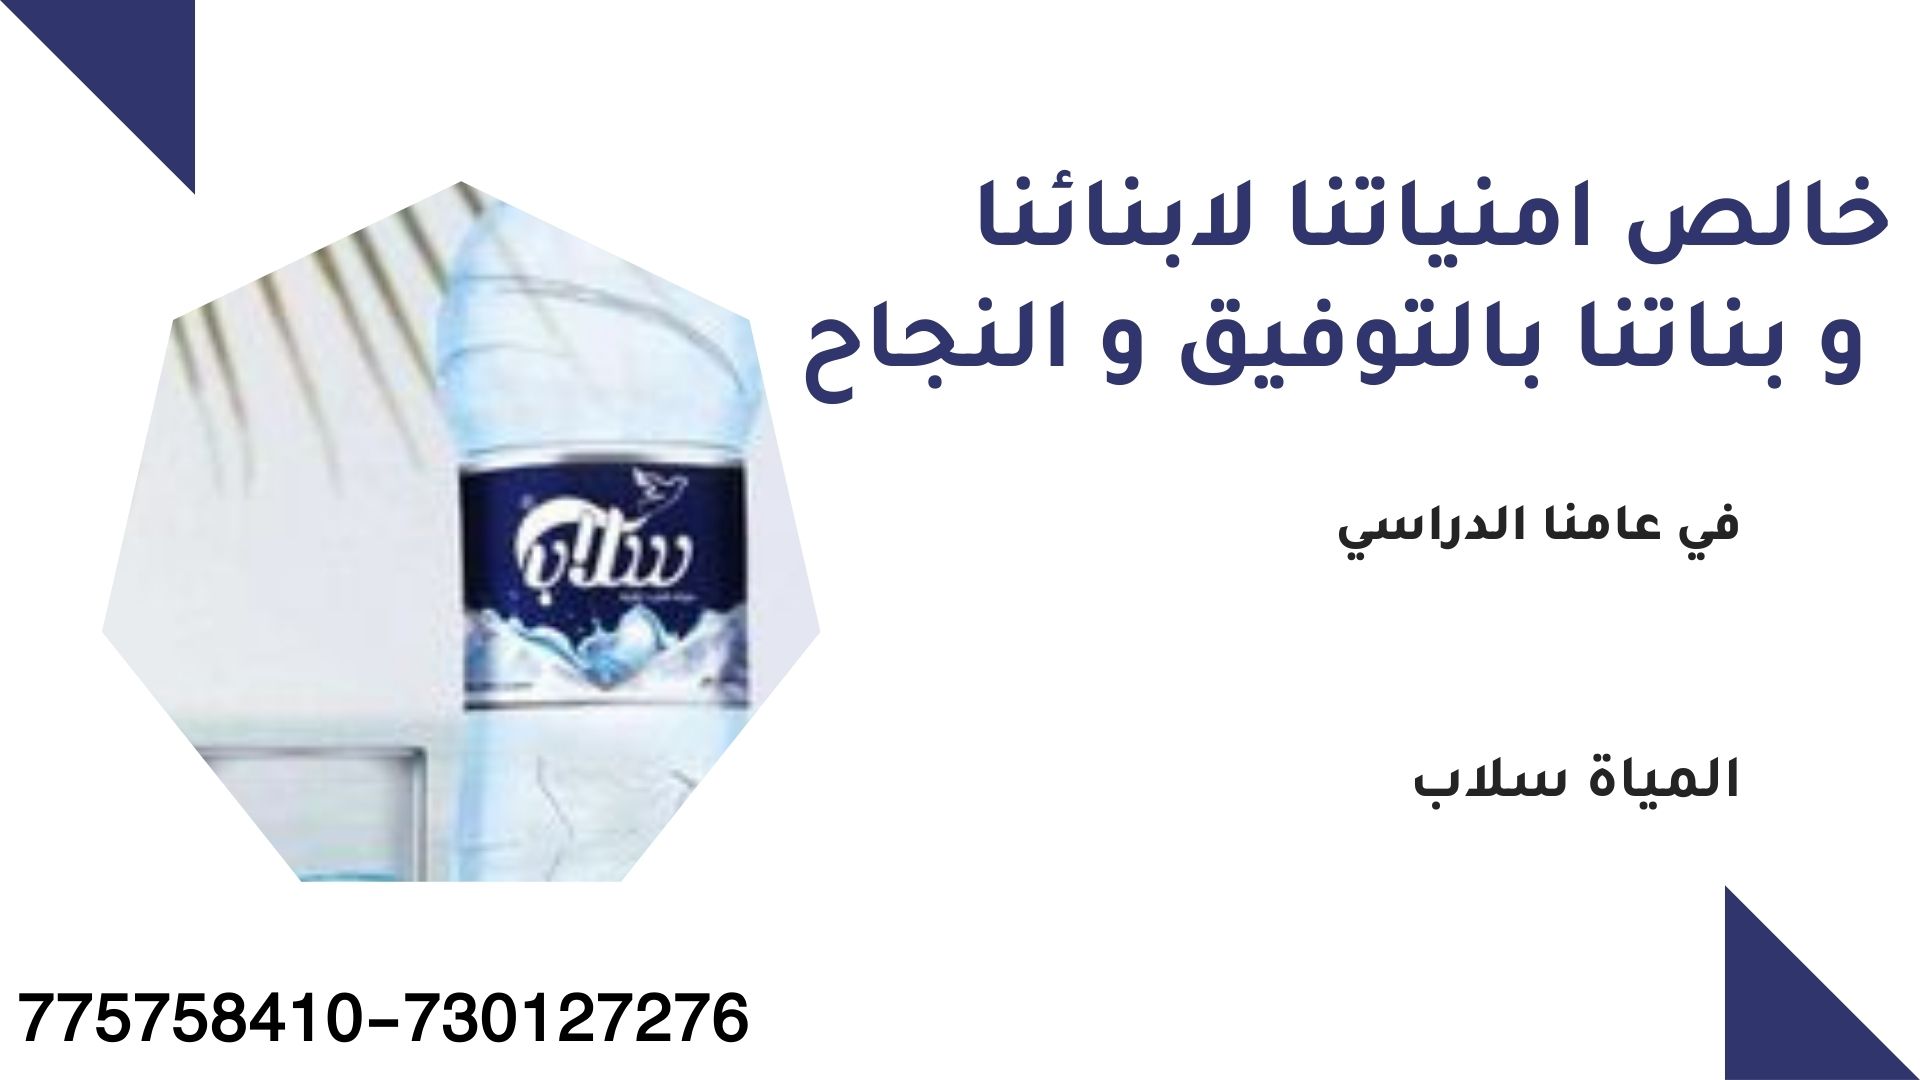 خالص امنياتنا لابنائنا
و بناتنا بالتوفيق و النجاح
في عامنا الدراسي
سلاب
المياة سلاب
775758410-730127276